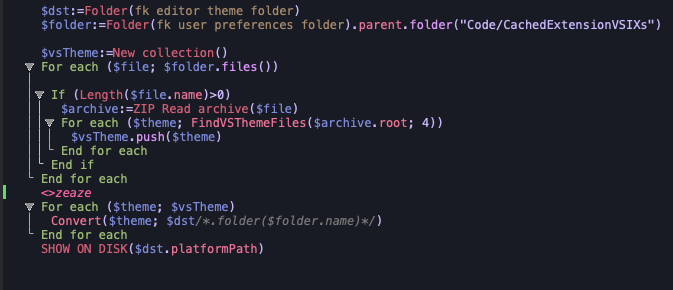 $dst:=Folder(fk editor theme folder)
$folder:=Folder(fk user preferences folder).parent.folder("Code/CachedExtensionVSIXs")
$vsTheme:=New collection()
For each ($file; $folder.files())
If (Length($file.name)>0)
$archive:=ZIP Read archive($file)
For each ($theme; FindVSThemeFiles($archive.root; 4))
$vsTheme.push($theme)
End for each
End if
End for each
<>zeaze
For each ($theme; $vsTheme)
Convert($theme; $dst/*.folder($folder.name)*/)
End for each
SHOW ON DISK($dst.platformPath)